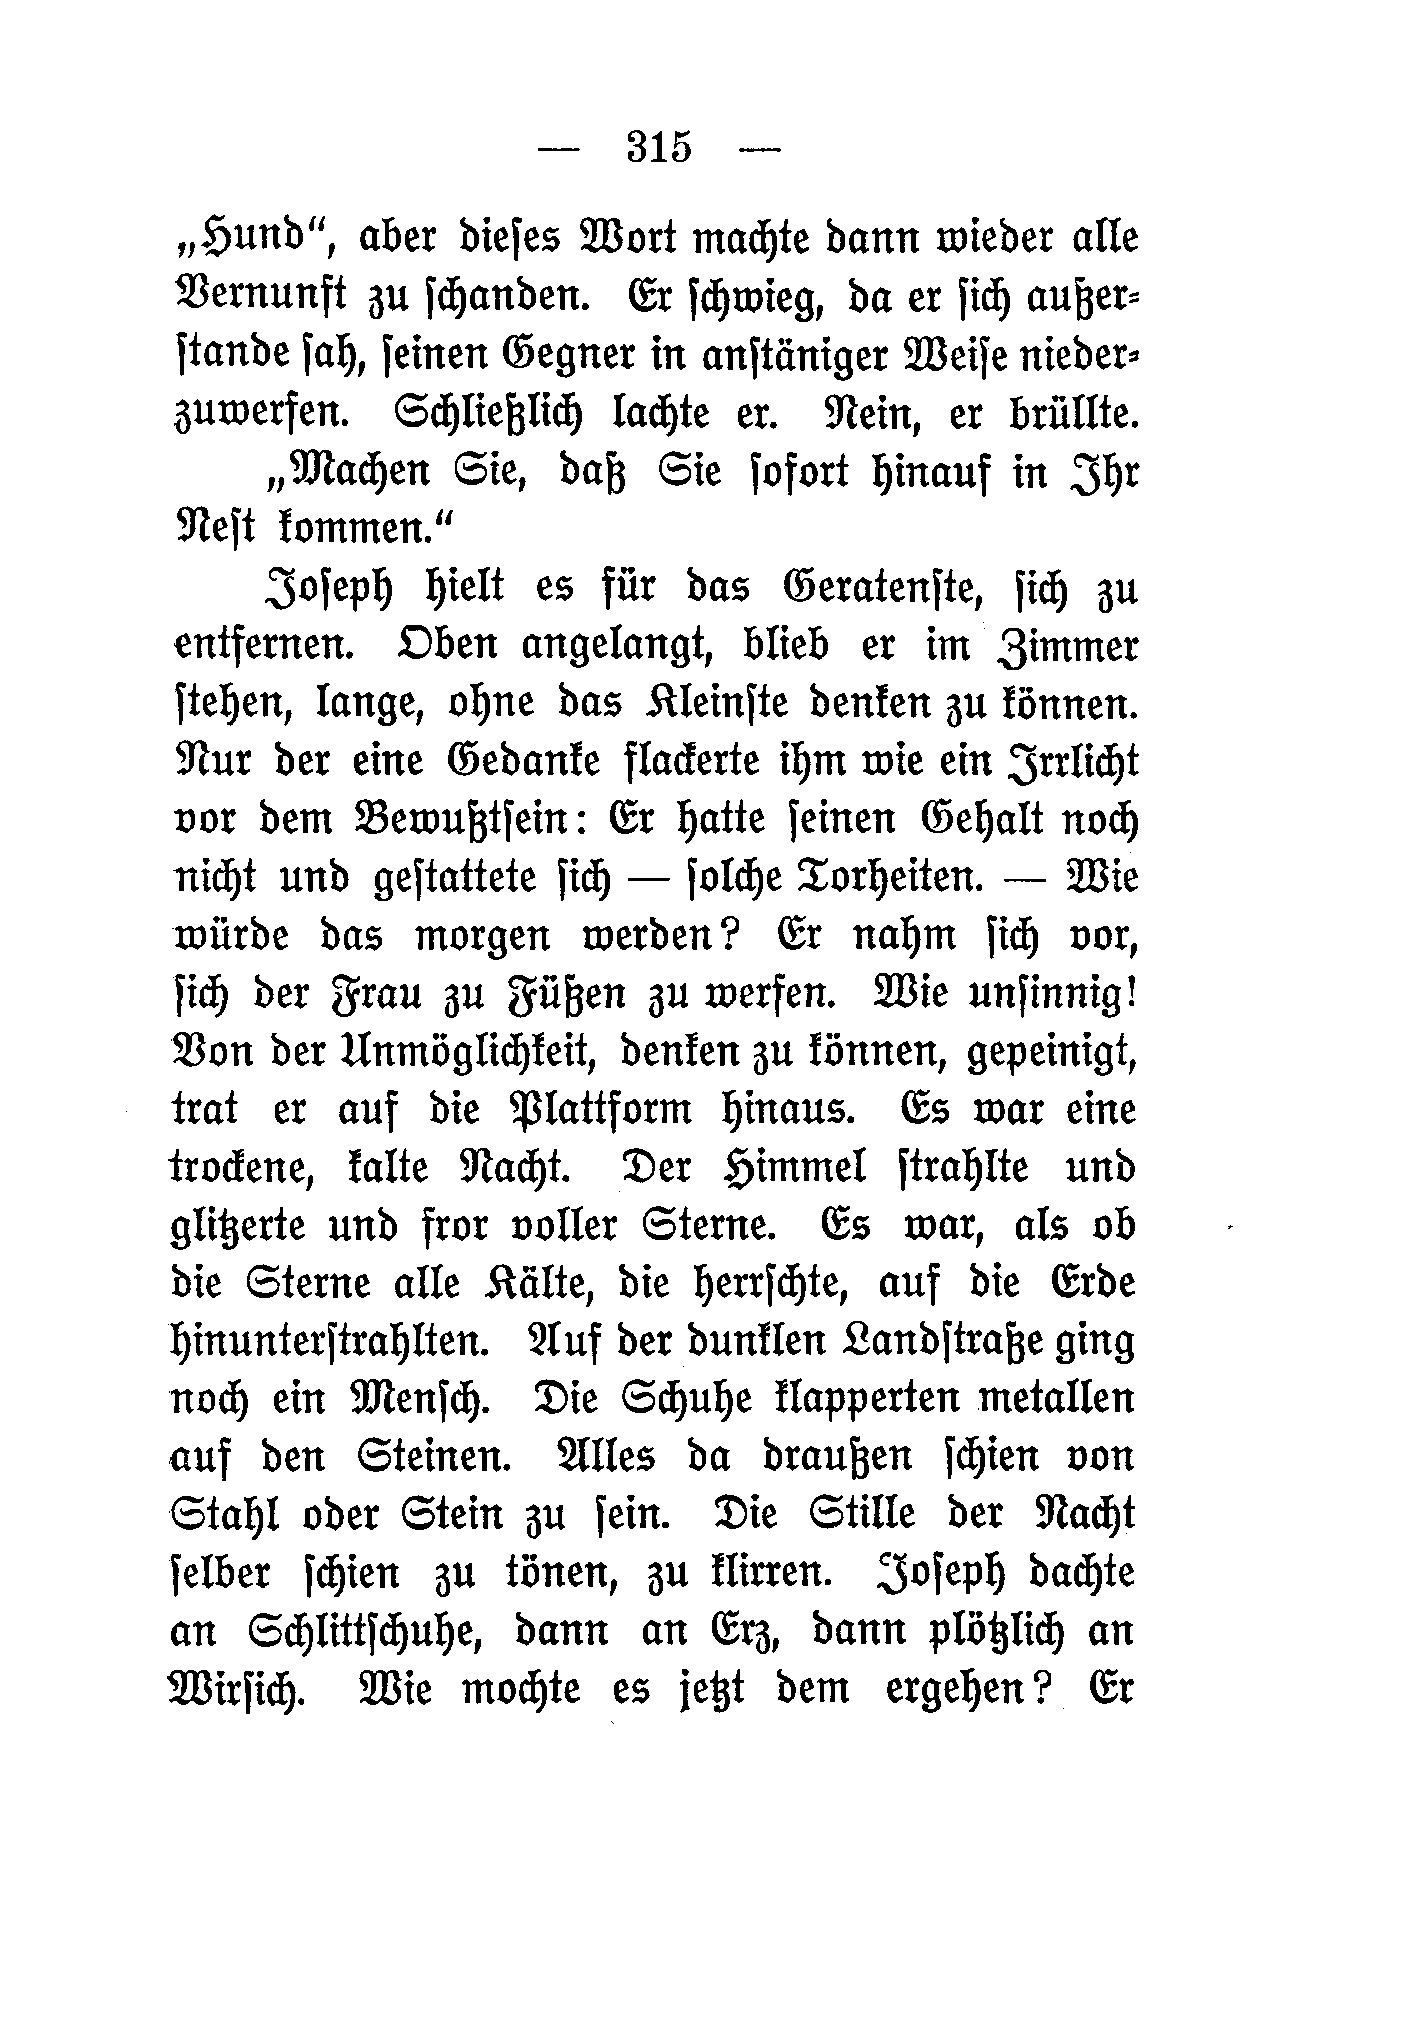 — 315 —
„Hund“, aber dieſes Wort machte dann wieder alle
Vernunft zu ſchanden. Er ſchwieg, da er ſich außer⸗
ſtande ſah, ſeinen Gegner in anſtäniger Weiſe nieder⸗
zuwerfen. Schließlich lachte er. Nein, er brüllte.
„Machen Sie, daß Sie ſofort hinauf in Ihr
Neſt kommen.“
Joſeph hielt es für das Geratenſte, ſich zu
entfernen. Oben angelangt, blieb er im Zimmer
ſtehen, lange, ohne das Kleinſte denken zu können.
Nur der eine Gedanke flackerte ihm wie ein Irrlicht
vor dem Bewußtſein: Er hatte ſeinen Gehalt noch
nicht und geſtattete ſich — ſolche Torheiten. — Wie
würde das morgen werden? Er nahm ſich vor,
ſich der Frau zu Füßen zu werfen. Wie unſinnig!
Von der Unmöglichkeit, denken zu können, gepeinigt,
trat er auf die Plattform hinaus. Es war eine
trockene, kalte Nacht. Der Himmel ſtrahlte und
glitzerte und fror voller Sterne. Es war, als ob
die Sterne alle Kälte, die herrſchte, auf die Erde
hinunterſtrahlten. Auf der dunklen Landſtraße ging
noch ein Menſch. Die Schuhe klapperten metallen
auf den Steinen. Alles da draußen ſchien von
Stahl oder Stein zu ſein. Die Stille der Nacht
ſelber ſchien zu tönen, zu klirren. Joſeph dachte
an Schlittſchuhe, dann an Erz, dann plötzlich an
Wirſich. Wie mochte es jetzt dem ergehen? Er